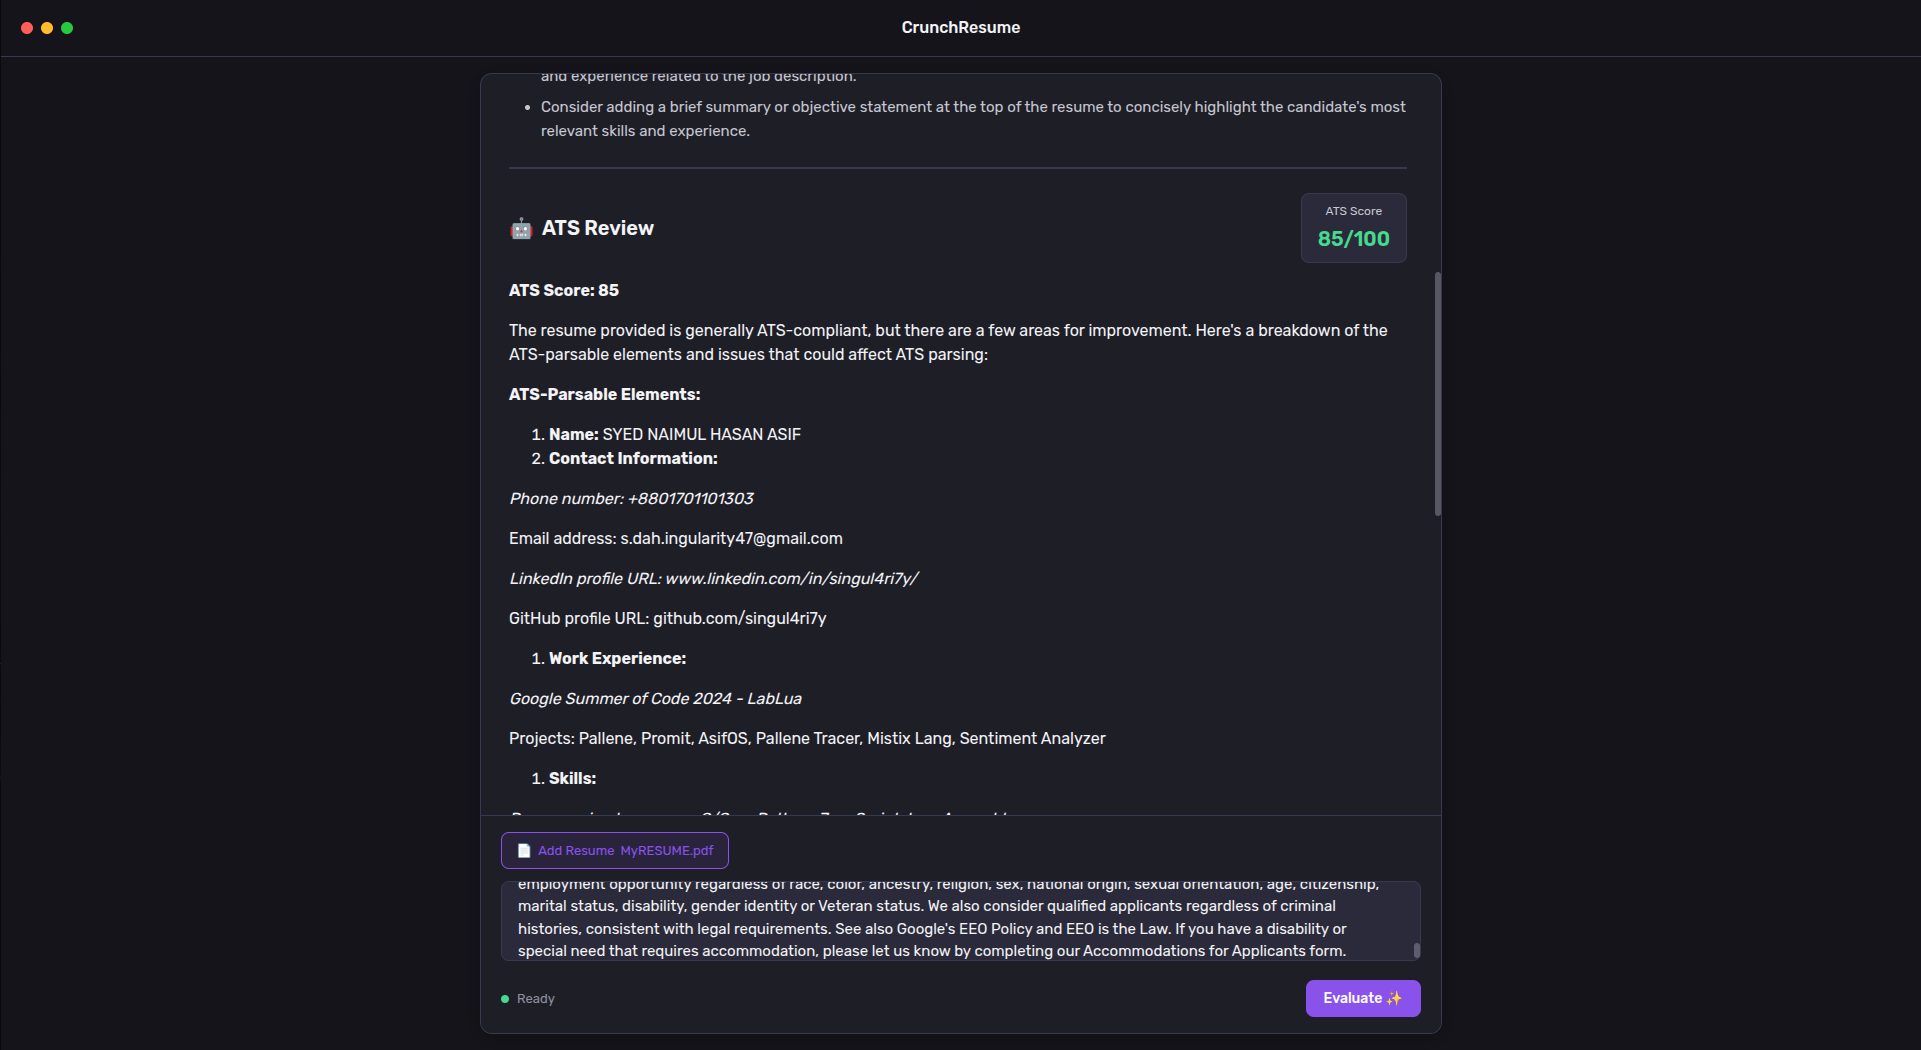 CrunchResume
and experience related to the job description.
• Consider adding a brief summary or objective statement at the top of the resume to concisely highlight the candidate's most
relevant skills and experience.
🤖 ATS Review
ATS Score
85/100
ATS Score: 85
The resume provided is generally ATS-compliant, but there are a few areas for improvement. Here's a breakdown of the
ATS-parsable elements and issues that could affect ATS parsing:
ATS-Parsable Elements:
1. Name: SYED NAIMUL HASAN ASIF
2. Contact Information:
Phone number: +8801701101303
Email address: s.dah.ingularity47@gmail.com
LinkedIn profile URL: www.linkedin.com/in/singul4ri7y/
GitHub profile URL: github.com/singul4ri7y
1. Work Experience:
Google Summer of Code 2024 - LabLua
Projects: Pallene, Promit, AsifOS, Pallene Tracer, Mistix Lang, Sentiment Analyzer
1. Skills:
📄 Add Resume MyRESUME.pdf
employment opportunity regardless of race, color, ancestry, religion, sex, national origin, sexual orientation, age, citizenship,
marital status, disability, gender identity or Veteran status. We also consider qualified applicants regardless of criminal
histories, consistent with legal requirements. See also Google's EEO Policy and EEO is the Law. If you have a disability or
special need that requires accommodation, please let us know by completing our Accommodations for Applicants form.
Ready
Evaluate ✨